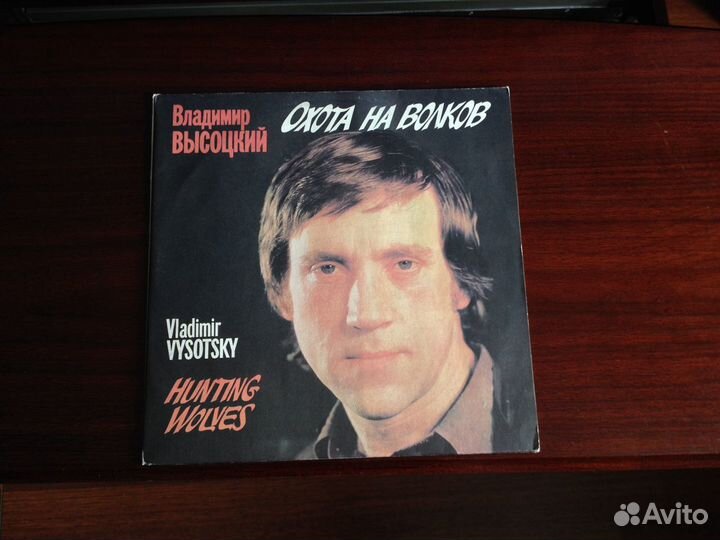 Владимир
ВЫСОЦКИЙ
ОХОТА НА ВОЛКОВ
Vladimir
VYSOTSKY
HUNTING
WOLVES
Avito